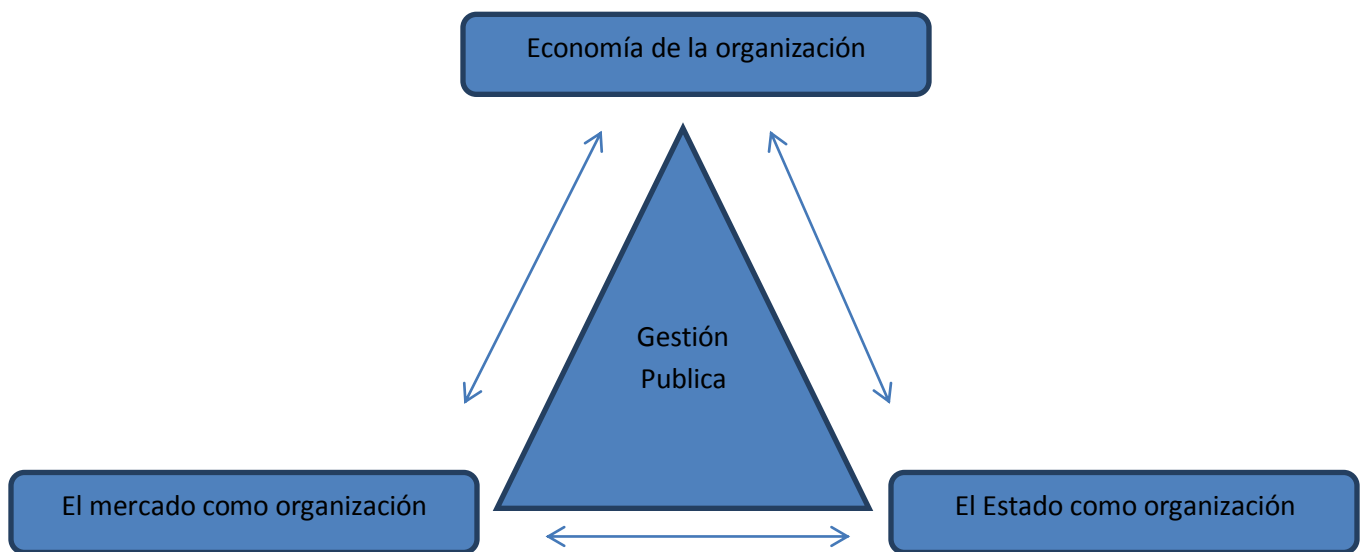 Economía de la organización
Gestión
Publica
El mercado como organización
El Estado como organización